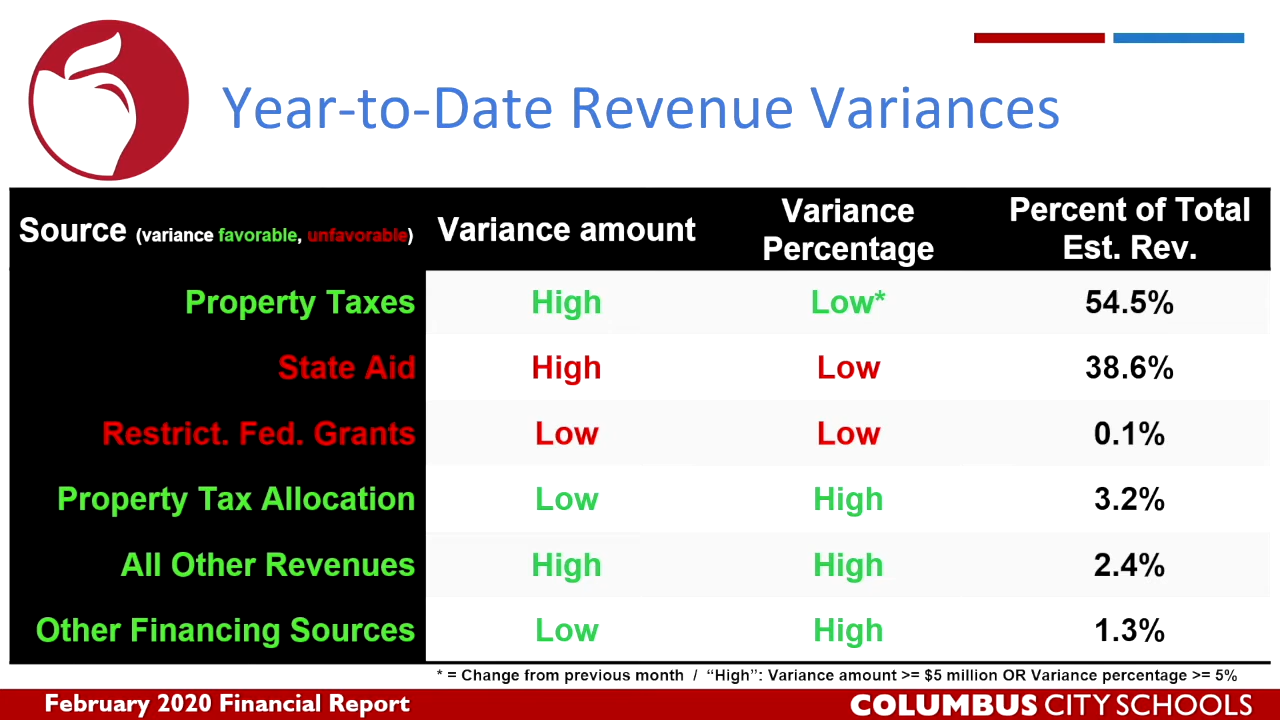 Year-to-Date Revenue Variances
Source (variance favorable, unfavorable) Variance amount Variance Percentage Percent of Total Est. Rev.
Property Taxes High Low* 54.5%
State Aid High Low 38.6%
Restrict. Fed. Grants Low Low 0.1%
Property Tax Allocation Low High 3.2%
All Other Revenues High High 2.4%
Other Financing Sources Low High 1.3%
* = Change from previous month / “High”: Variance amount >= $5 million OR Variance percentage >= 5%
February 2020 Financial Report COLUMBUS CITY SCHOOLS